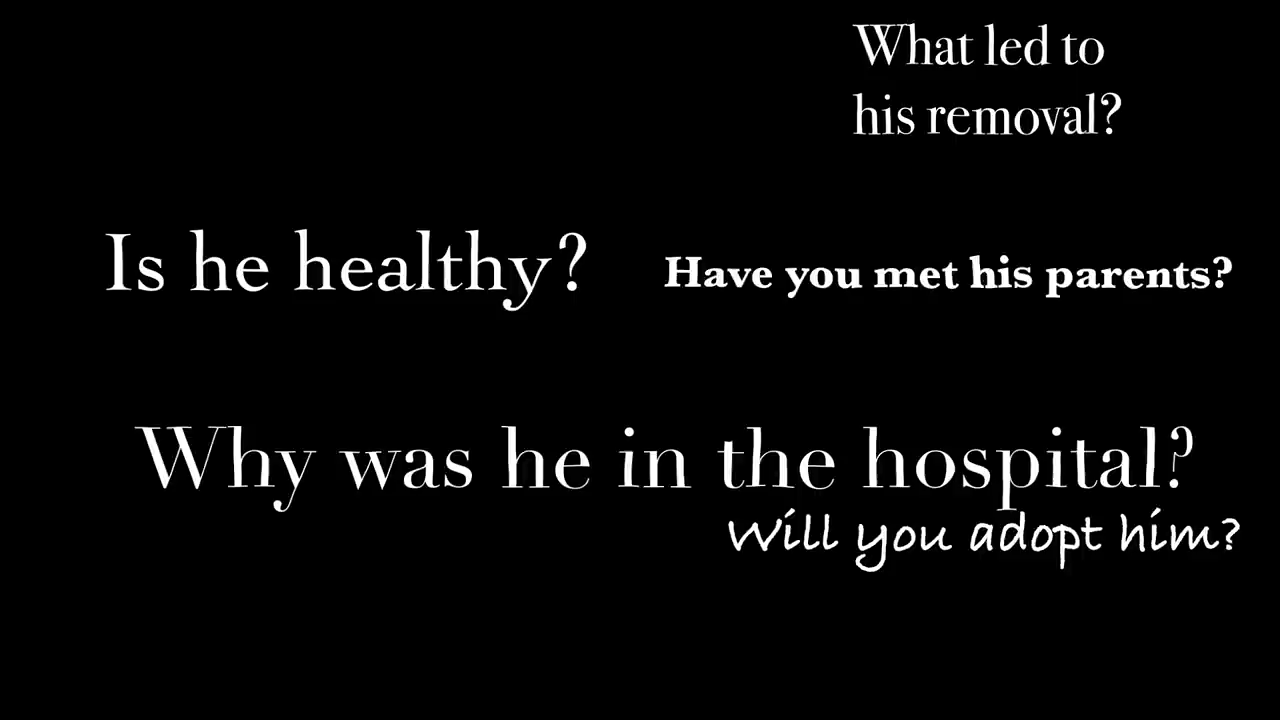 What led to
his removal?
Is he healthy?
Have you met his parents?
Why was he in the hospital?
Will you adopt him?